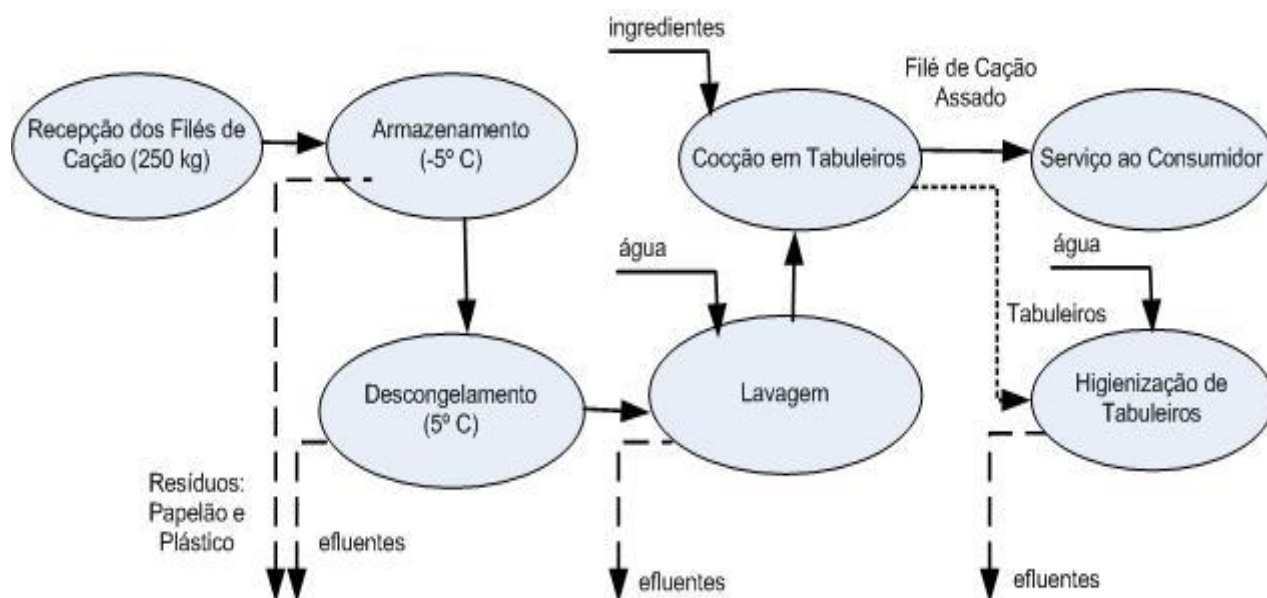 ingredientes
Recepção dos Filés de
Cação (250 kg)
Armazenamento
(-5º C)
Cocção em Tabuleiros
Filé de Cação
Assado
Serviço ao Consumidor
água
água
Tabuleiros
Descongelamento
(5º C)
Lavagem
Higienização de
Tabuleiros
Resíduos:
Papelão e
Plástico
efluentes
efluentes
efluentes